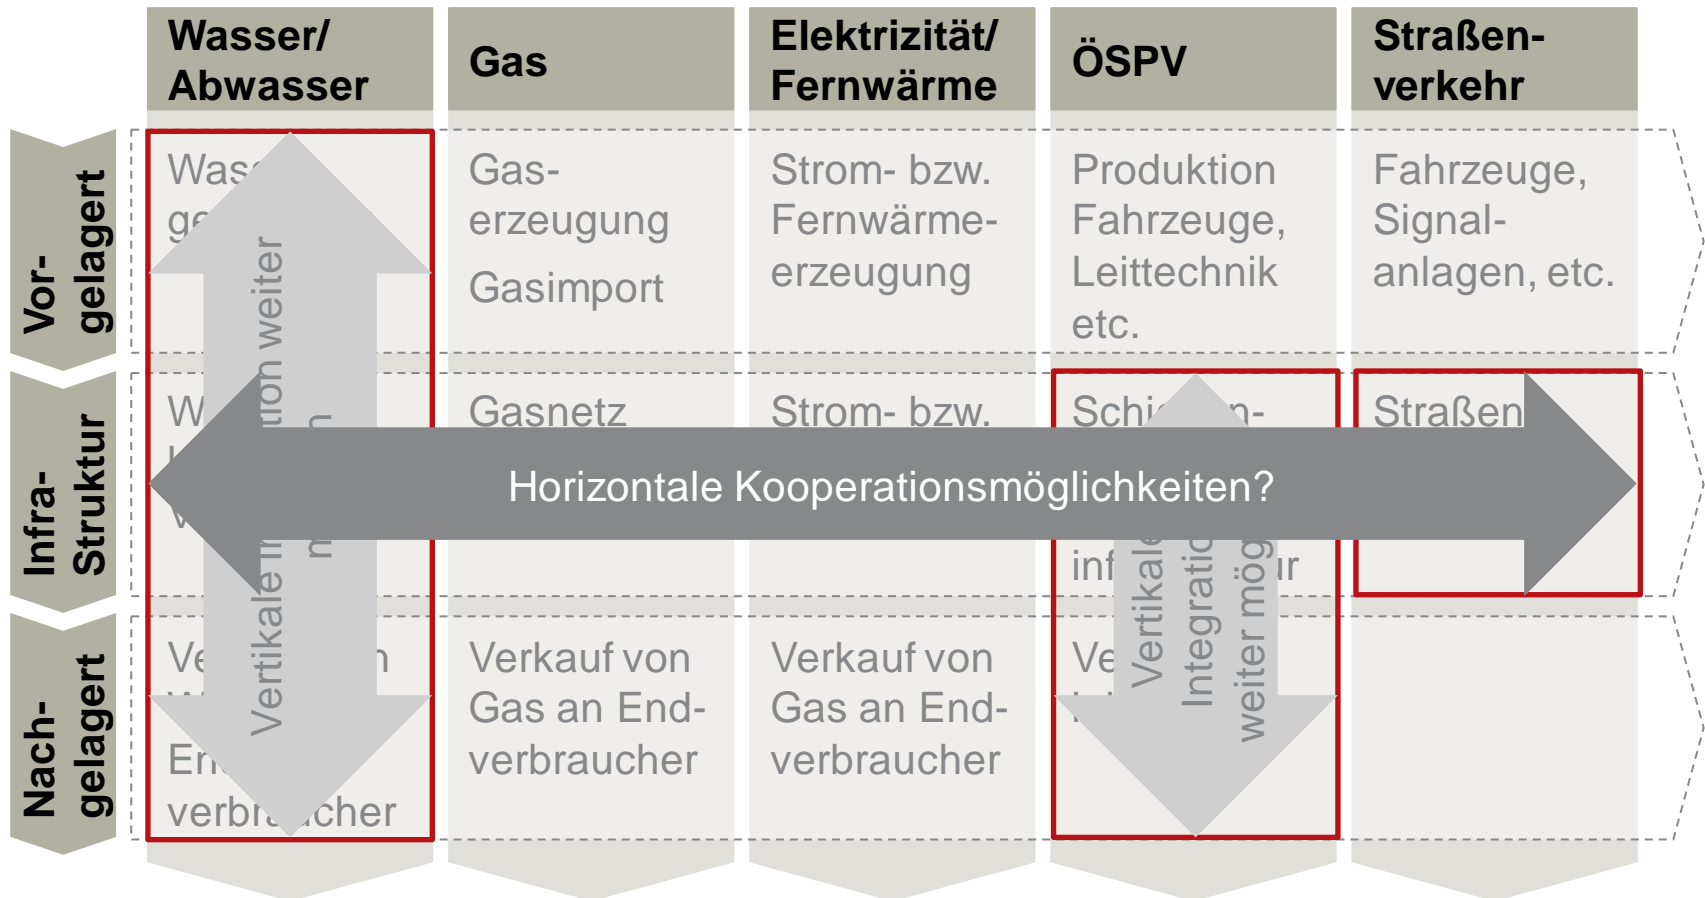 Wasser/
Abwasser
Gas
Elektrizität/
Fernwärme
ÖSPV
Straßen-
verkehr
Vor-
gelagert
Gas-
erzeugung
Gasimport
Strom- bzw.
Fernwärme-
erzeugung
Produktion
Fahrzeuge,
Leittechnik
etc.
Fahrzeuge,
Signal-
anlagen, etc.
Infra-
Struktur
Gasnetz
Strom- bzw.
Straßen
Horizontale Kooperationsmöglichkeiten?
Vertikale
weiter
Vertikale
weiter
Nach-
gelagert
Verkauf von
Gas an End-
verbraucher
Verkauf von
Gas an End-
verbraucher